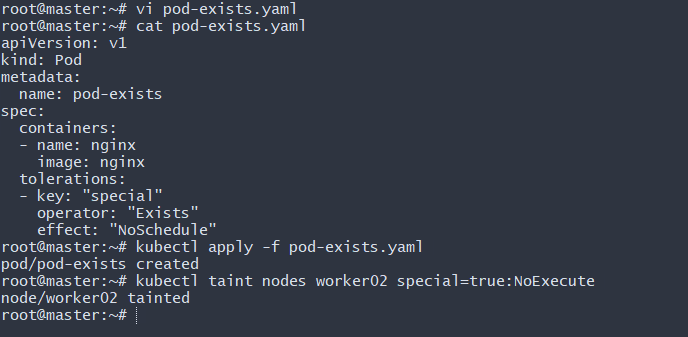 root@master:~# vi pod-exists.yaml
root@master:~# cat pod-exists.yaml
apiVersion: v1
kind: Pod
metadata:
  name: pod-exists
spec:
  containers:
  - name: nginx
    image: nginx
  tolerations:
  - key: "special"
    operator: "Exists"
    effect: "NoSchedule"
root@master:~# kubectl apply -f pod-exists.yaml
pod/pod-exists created
root@master:~# kubectl taint nodes worker02 special=true:NoExecute
node/worker02 tainted
root@master:~#